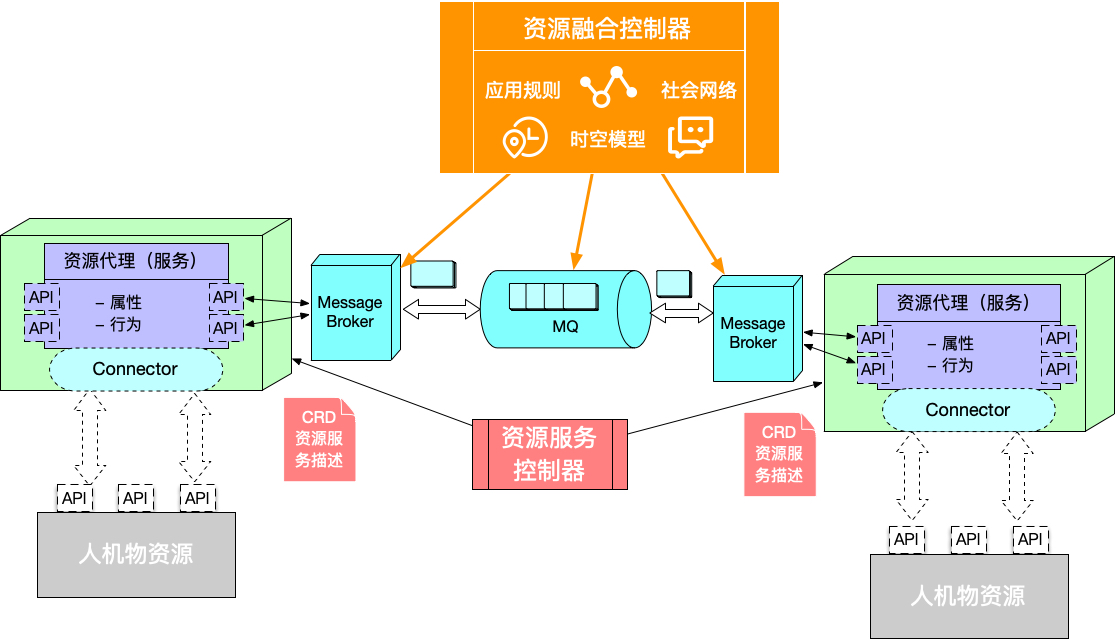 资源融合控制器
应用规则
社会网络
时空模型
资源代理（服务）
API
API
– 属性
– 行为
API
API
Connector
Message
Broker
MQ
Message
Broker
资源代理（服务）
API
API
– 属性
– 行为
API
API
Connector
CRD
资源服
务描述
资源服务
控制器
CRD
资源服
务描述
API
API
API
人机物资源
API
API
API
人机物资源